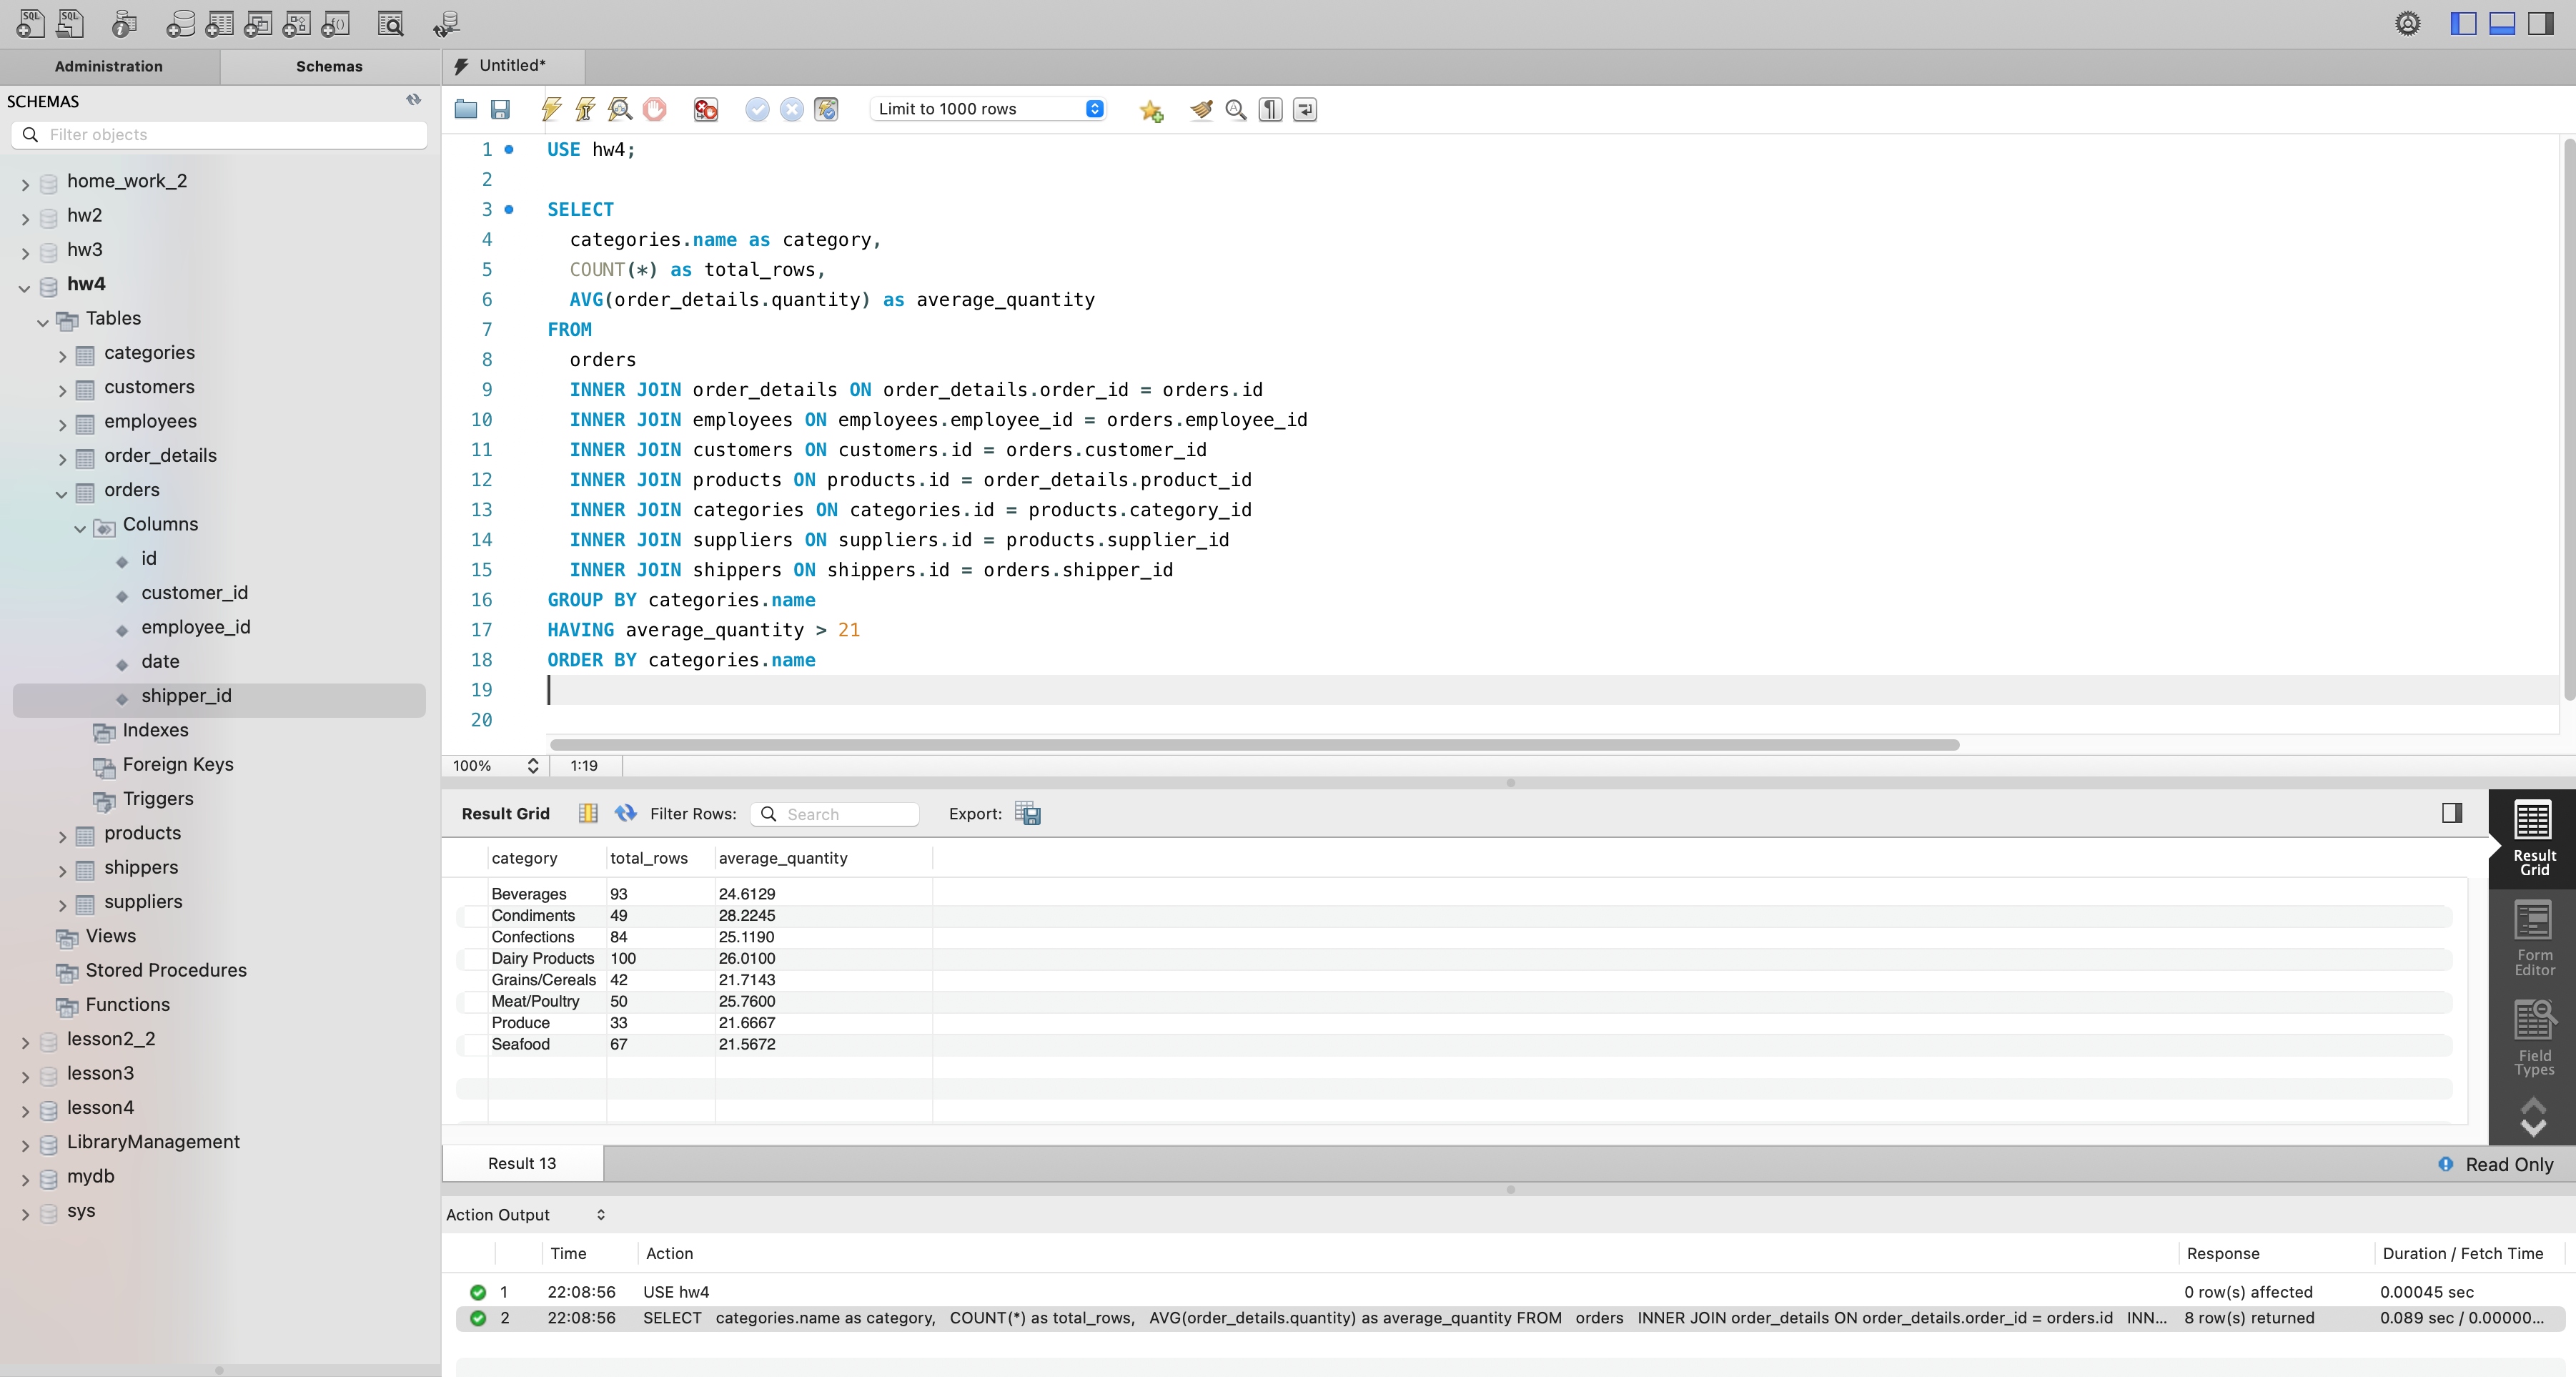 Administration
Schemas
Untitled*
SCHEMAS
Filter objects
home_work_2
hw2
hw3
hw4
Tables
categories
customers
employees
order_details
orders
Columns
id
customer_id
employee_id
date
shipper_id
Indexes
Foreign Keys
Triggers
products
shippers
suppliers
Views
Stored Procedures
Functions
lesson2_2
lesson3
lesson4
LibraryManagement
mydb
sys
Limit to 1000 rows
1 USE hw4;
2
3 SELECT
4 categories.name as category,
5 COUNT(*) as total_rows,
6 AVG(order_details.quantity) as average_quantity
7 FROM
8 orders
9 INNER JOIN order_details ON order_details.order_id = orders.id
10 INNER JOIN employees ON employees.employee_id = orders.employee_id
11 INNER JOIN customers ON customers.id = orders.customer_id
12 INNER JOIN products ON products.id = order_details.product_id
13 INNER JOIN categories ON categories.id = products.category_id
14 INNER JOIN suppliers ON suppliers.id = products.supplier_id
15 INNER JOIN shippers ON shippers.id = orders.shipper_id
16 GROUP BY categories.name
17 HAVING average_quantity > 21
18 ORDER BY categories.name
19
20
100% 1:19
Result Grid Filter Rows: Search Export:
category total_rows average_quantity
Beverages 93 24.6129
Condiments 49 28.2245
Confections 84 25.1190
Dairy Products 100 26.0100
Grains/Cereals 42 21.7143
Meat/Poultry 50 25.7600
Produce 33 21.6667
Seafood 67 21.5672
Result
Grid
Form
Editor
Field
Types
Result 13
Read Only
Action Output
Time Action Response Duration / Fetch Time
1 22:08:56 USE hw4 0 row(s) affected 0.00045 sec
2 22:08:56 SELECT categories.name as category, COUNT(*) as total_rows, AVG(order_details.quantity) as average_quantity FROM orders INNER JOIN order_details ON order_details.order_id = orders.id INN... 8 row(s) returned 0.089 sec / 0.00000...